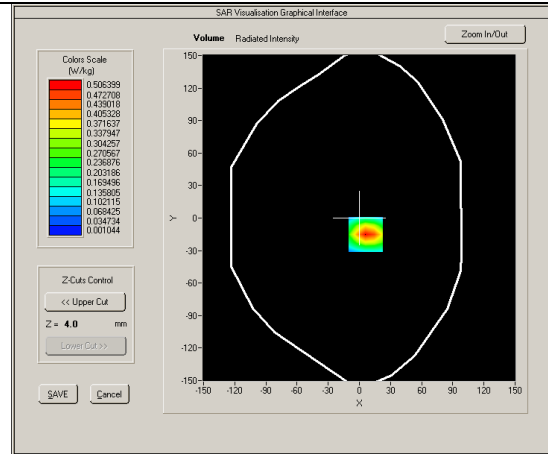 SAR Visualisation Graphical Interface
Volume Radiated Intensity
Zoom In/Out
Colors Scale
(W/kg)
0.506399
0.472708
0.439018
0.405328
0.371637
0.337947
0.304257
0.270567
0.236876
0.203186
0.169496
0.135805
0.102115
0.068425
0.034734
0.001044
Z-Cuts Control
<< Upper Cut
Z = 4.0 mm
Lower Cut >>
SAVE Cancel
150
120
90
60
30
0
-30
-60
-90
-120
-150
Y
-150 -120 -90 -60 -30 0 30 60 90 120 150
X